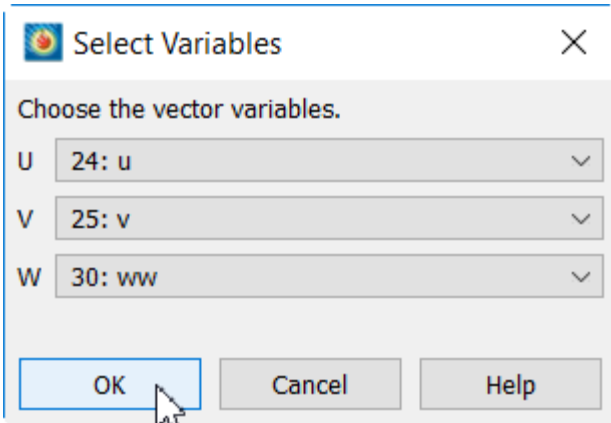 Select Variables
Choose the vector variables.
U 24: u
V 25: v
W 30: ww
OK Cancel Help